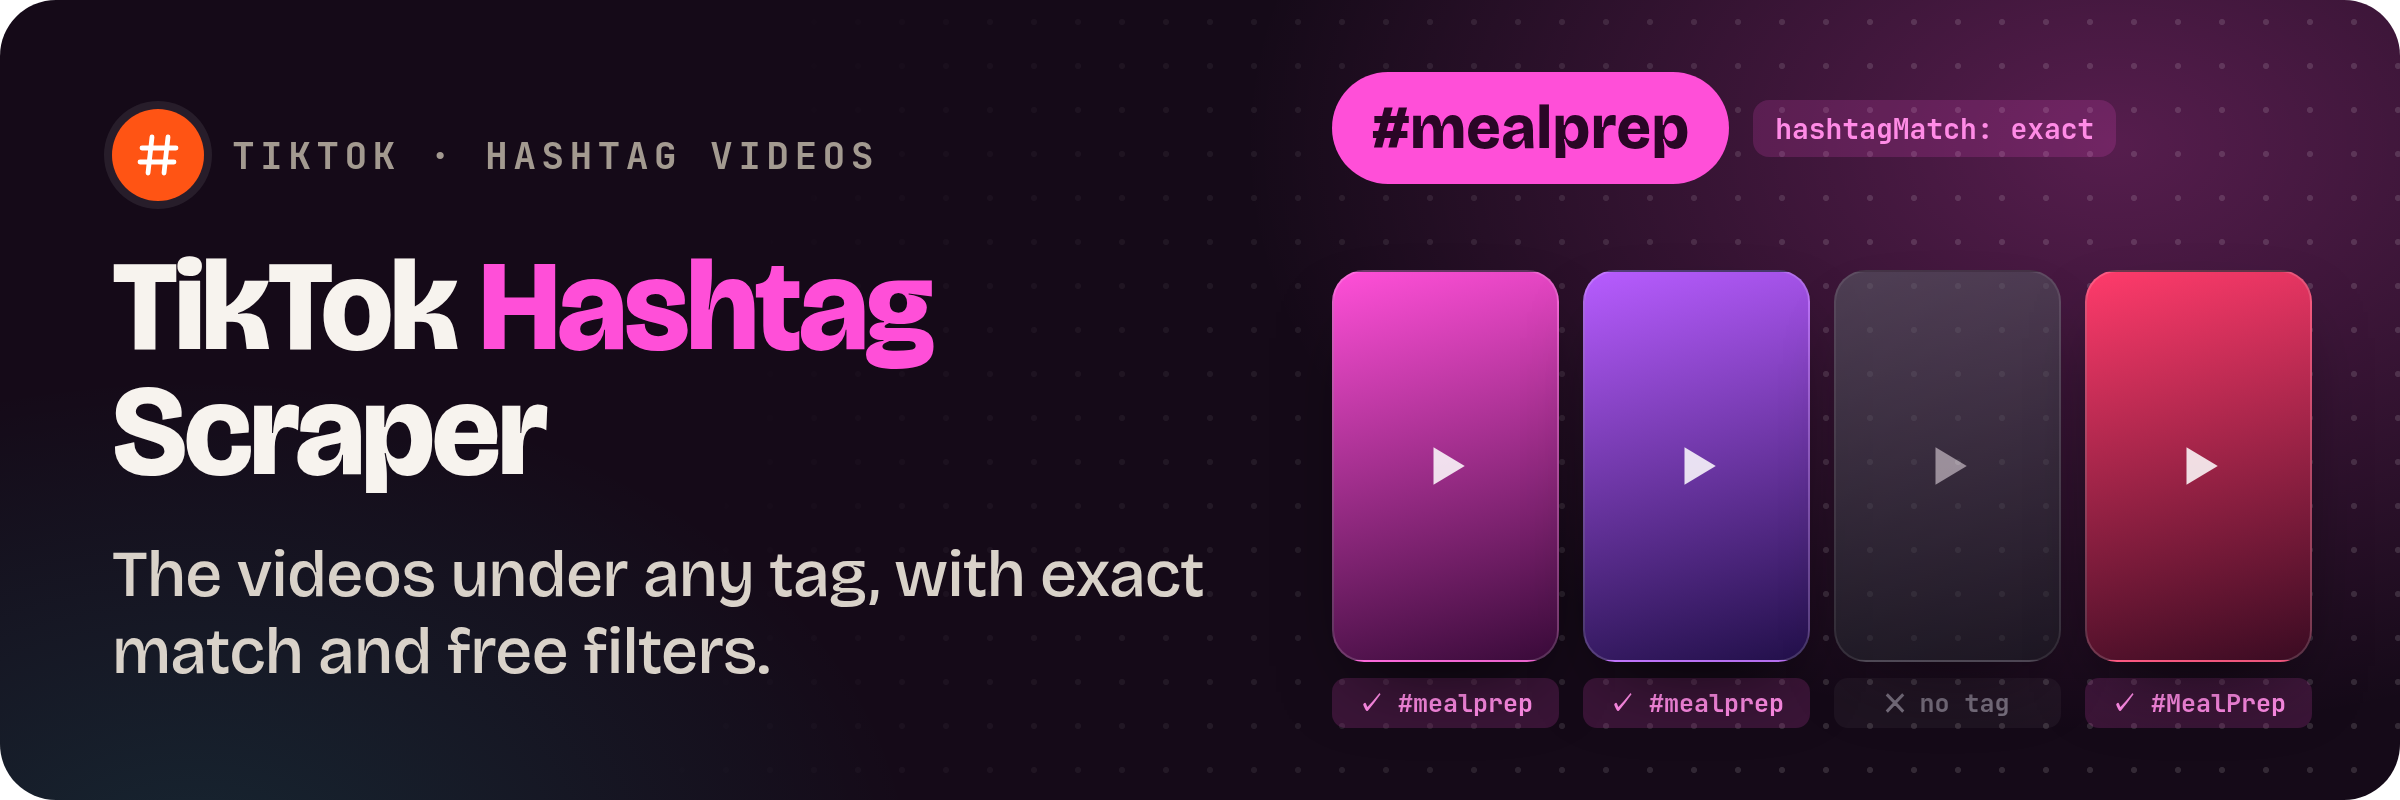 #
TIKTOK · HASHTAG VIDEOS
TikTok Hashtag
Scraper
The videos under any tag, with exact
match and free filters.
#mealprep
hashtagMatch: exact
✓ #mealprep
✓ #mealprep
✕ no tag
✓ #MealPrep